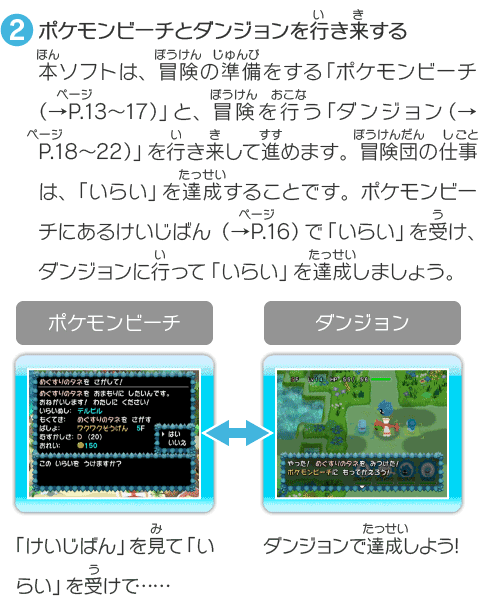 2 ポケモンビーチとダンジョンを行き来する
本ソフトは、冒険の準備をする「ポケモンビーチ
（→P.13～17）」と、冒険を行う「ダンジョン（→
P.18～22）」を行き来して進めます。冒険団の仕事
は、「いらい」を達成することです。ポケモンビー
チにあるけいじばん（→P.16）で「いらい」を受け、
ダンジョンに行って「いらい」を達成しましょう。
ポケモンビーチ
めぐすりのタネを さがして!
めぐすりのタネを おまもりに したいんです。
おねがいします! わたしに ください!
いらいぬし: デルビル
もくてき: めぐすりのタネを さがす
ばしょ: ワクワクぞうげん 5F
むずかしさ: D (20)
おれい: 150
はい
いいえ
この いらいを うけますか?
ダンジョン
やった! めぐすりのタネを みつけた!
ポケモンビーチに もってかえろう!
「けいじばん」を見て「い
らい」を受けて……
ダンジョンで達成しよう!